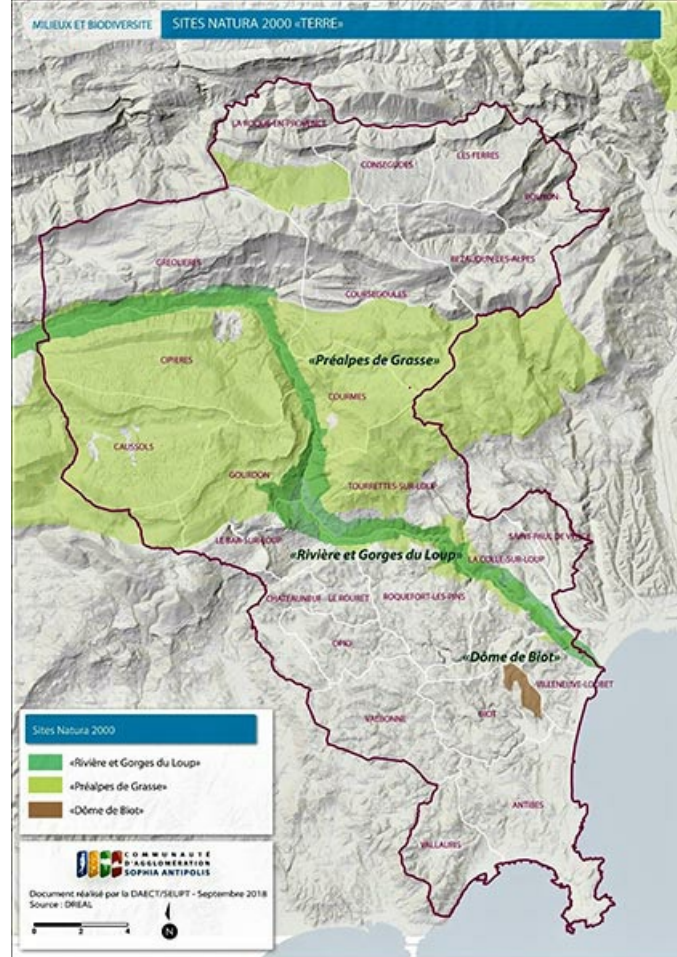 MILIEUX ET BIODIVERSITE
SITES NATURA 2000 «TERRE»
LA ROQUE-EN-PROVENCE
CONSEGUDES
LES FERRES
BOUYON
GREOLIERES
BEZAUDUN-LES-ALPES
COURSEGOULES
CIPIERES
«Préalpes de Grasse»
COURMES
CAUSSOLS
GOURDON
TOURRETTES-SUR-LOUP
LE BAR-SUR-LOUP
SAINT-PAUL DE VENCE
«Rivière et Gorges du Loup»
LA COLLE-SUR-LOUP
CHATEAUNEUF
LE ROURET
ROQUEFORT-LES-PINS
OPIO
«Dôme de Biot»
VILLENEUVE-LOUBET
VALBONNE
BIOT
ANTIBES
VALLAURIS
Sites Natura 2000
«Rivière et Gorges du Loup»
«Préalpes de Grasse»
«Dôme de Biot»
COMMUNAUTÉ
D'AGGLOMÉRATION
SOPHIA ANTIPOLIS
Document réalisé par la DAECT/SEUPT - Septembre 2018
Source : DREAL
0 2 4
N